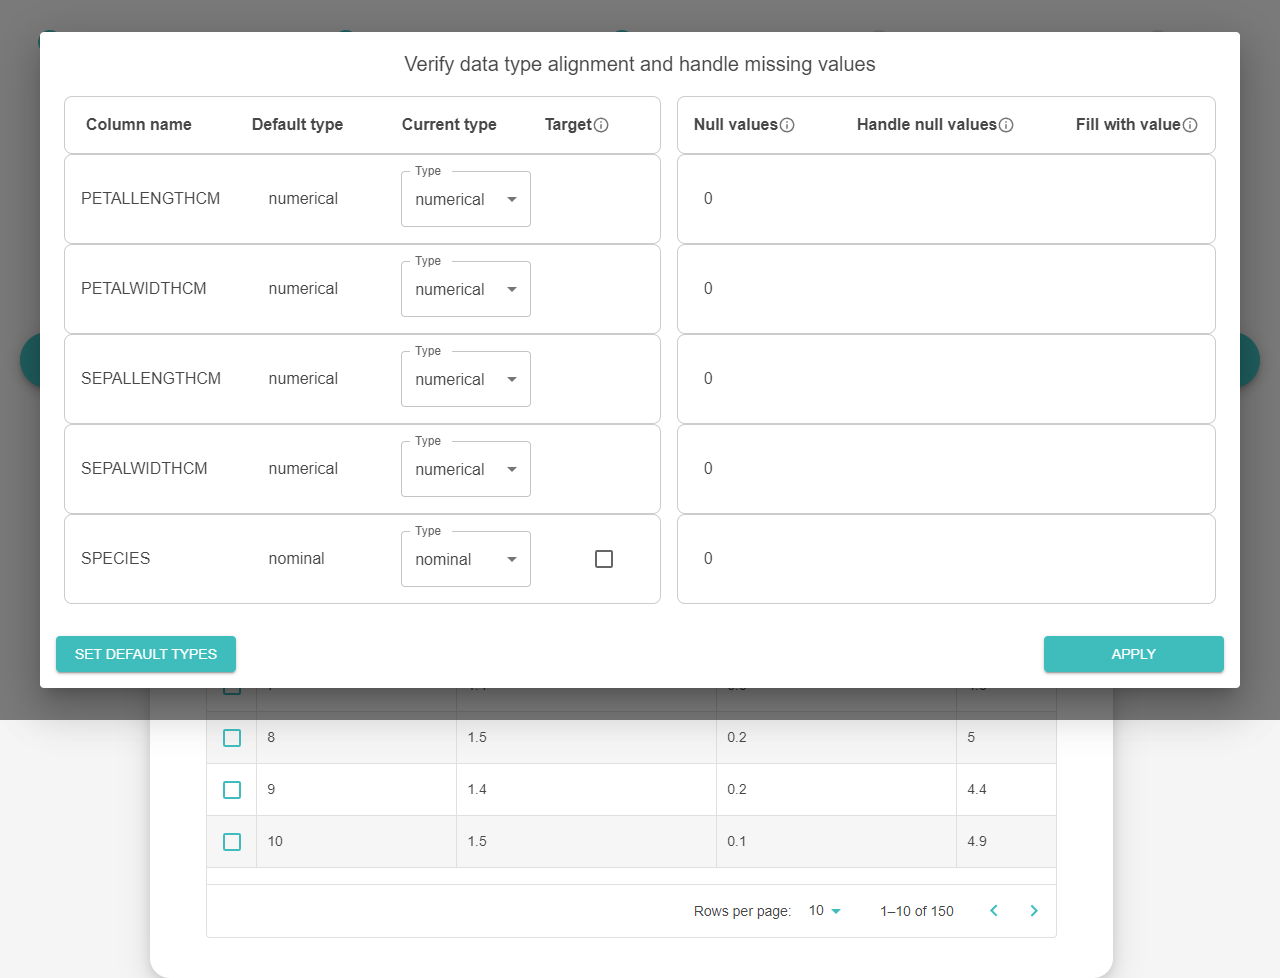 Verify data type alignment and handle missing values
Column name Default type Current type Target Null values Handle null values Fill with value
Type
PETALLENGTHCM numerical numerical 0
Type
PETALWIDTHCM numerical numerical 0
Type
SEPALLENGTHCM numerical numerical 0
Type
SEPALWIDTHCM numerical numerical 0
Type
SPECIES nominal nominal 0
SET DEFAULT TYPES APPLY
8 1.5 0.2 5
9 1.4 0.2 4.4
10 1.5 0.1 4.9
Rows per page: 10 1–10 of 150